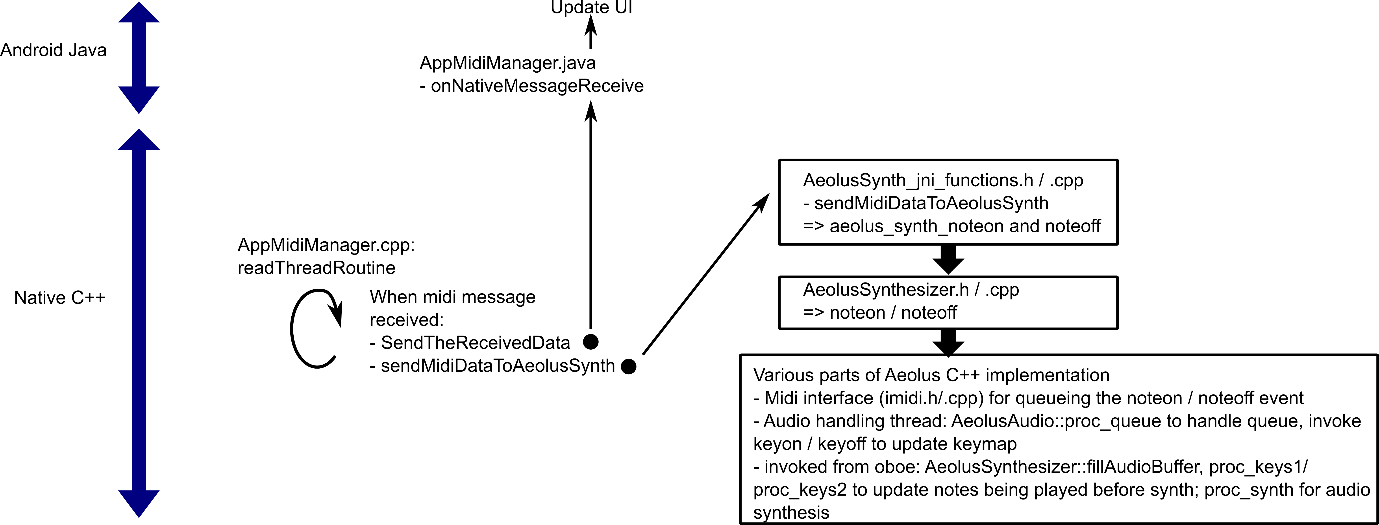 Update UI
Android Java
AppMidiManager.java
- onNativeMessageReceive
AeolusSynth_jni_functions.h / .cpp
- sendMidiDataToAeolusSynth
=> aeolus_synth_noteon and noteoff
AppMidiManager.cpp:
readThreadRoutine
Native C++
When midi message
received:
- SendTheReceivedData
- sendMidiDataToAeolusSynth
AeolusSynthesizer.h / .cpp
=> noteon / noteoff
Various parts of Aeolus C++ implementation
- Midi interface (imidi.h/.cpp) for queueing the noteon / noteoff event
- Audio handling thread: AeolusAudio::proc_queue to handle queue, invoke
keyon / keyoff to update keymap
- invoked from oboe: AeolusSynthesizer::fillAudioBuffer, proc_keys1/
proc_keys2 to update notes being played before synth; proc_synth for audio
synthesis